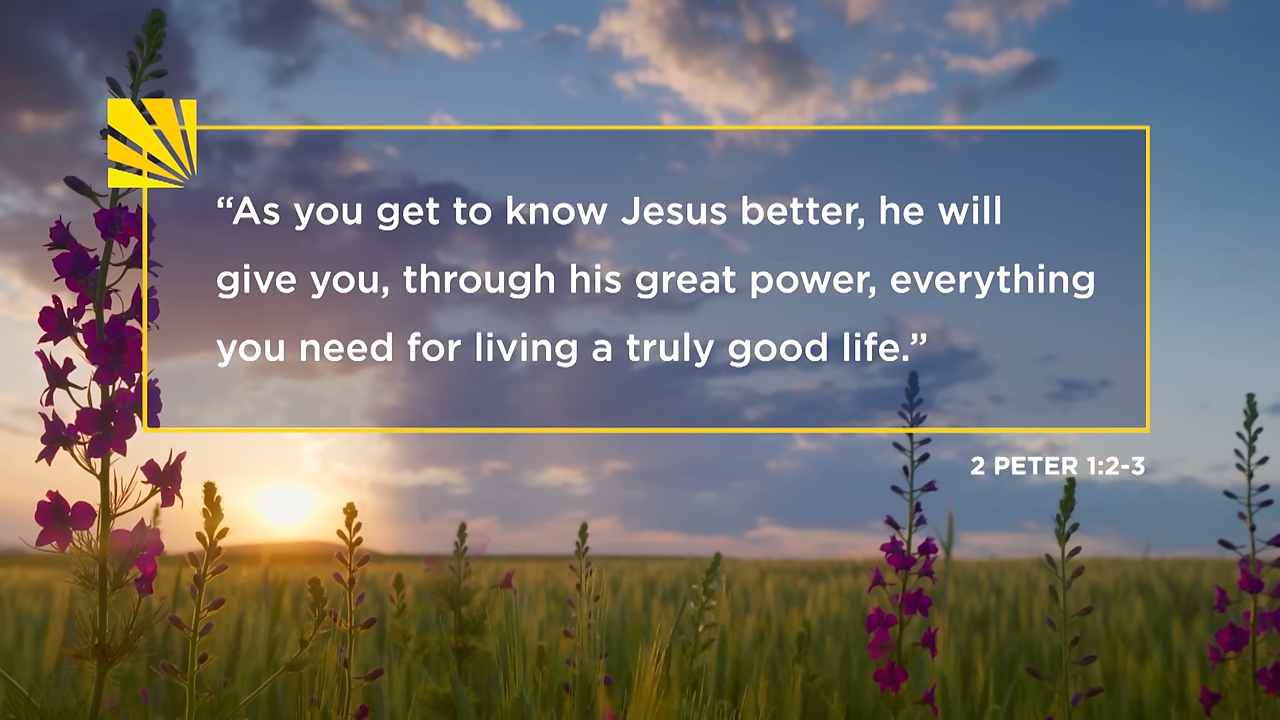 “As you get to know Jesus better, he will
give you, through his great power, everything
you need for living a truly good life.”
2 PETER 1:2-3